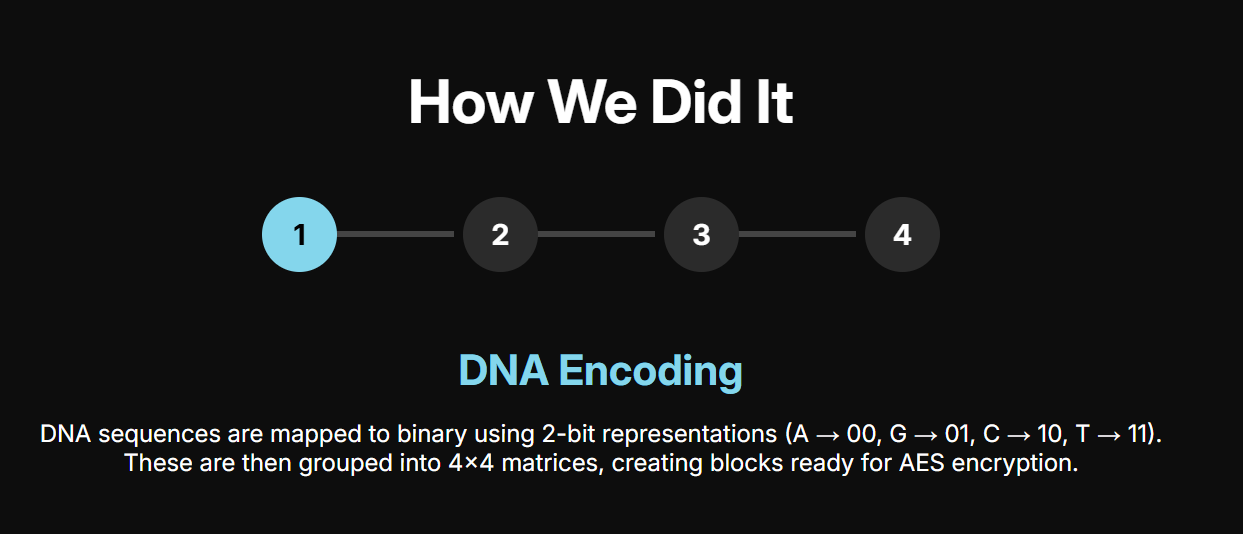 How We Did It
1 2 3 4
DNA Encoding
DNA sequences are mapped to binary using 2-bit representations (A → 00, G → 01, C → 10, T → 11).
These are then grouped into 4×4 matrices, creating blocks ready for AES encryption.